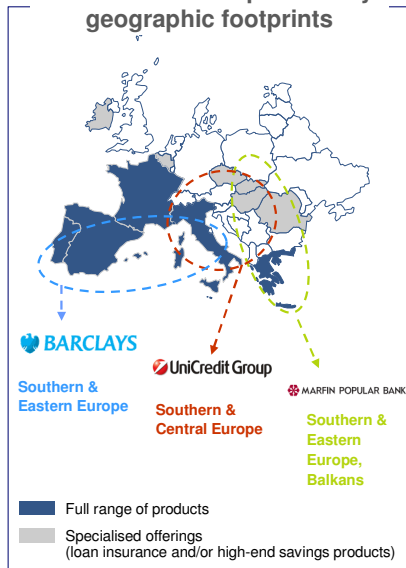 geographic footprints
BARCLAYS
UniCredit Group
MARFIN POPULAR BANK
Southern &
Eastern Europe
Southern &
Central Europe
Southern &
Eastern
Europe,
Balkans
Full range of products
Specialised offerings
(loan insurance and/or high-end savings products)